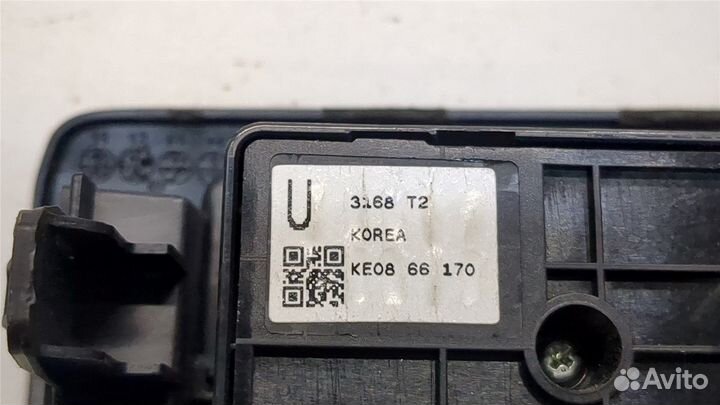 U
3168 T2
KOREA
KE08 66 170
Avito